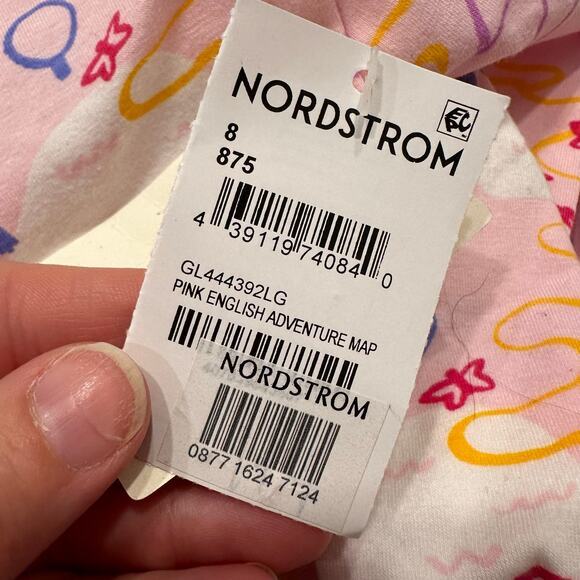 NORDSTROM
8
875
4 39119 74084 0
GL444392LG
PINK ENGLISH ADVENTURE MAP
NORDSTROM
0877 1624 7124